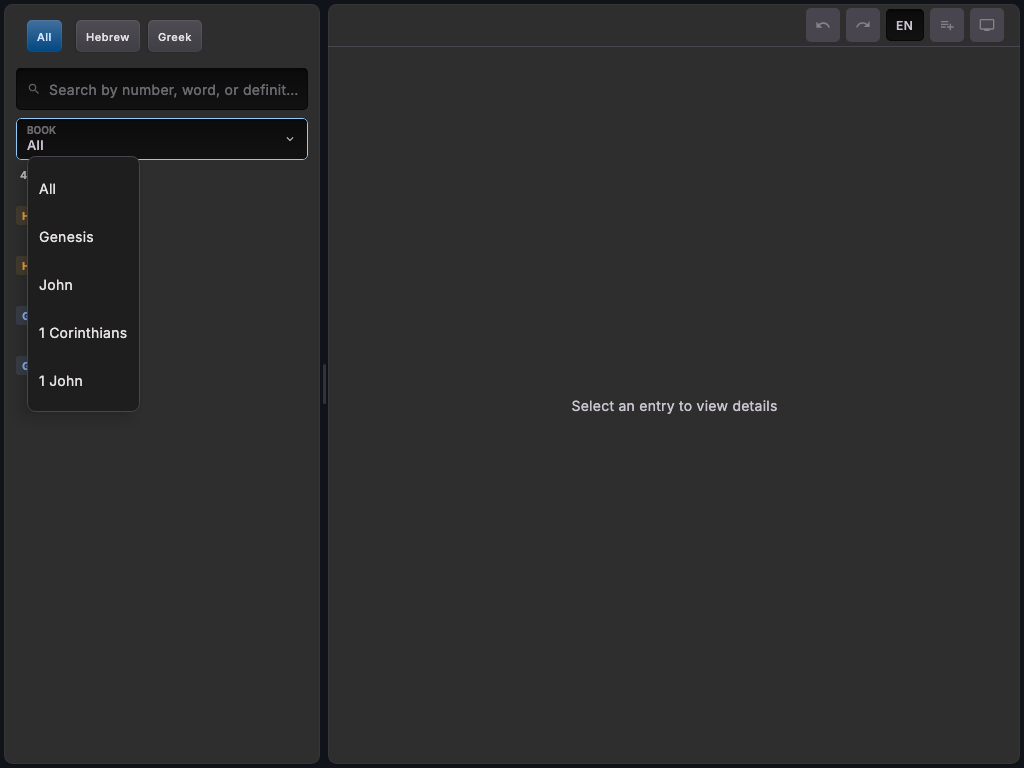 All
Hebrew
Greek
EN
Search by number, word, or definit...
BOOK
All
4
All
H
Genesis
H
John
1 Corinthians
1 John
Select an entry to view details